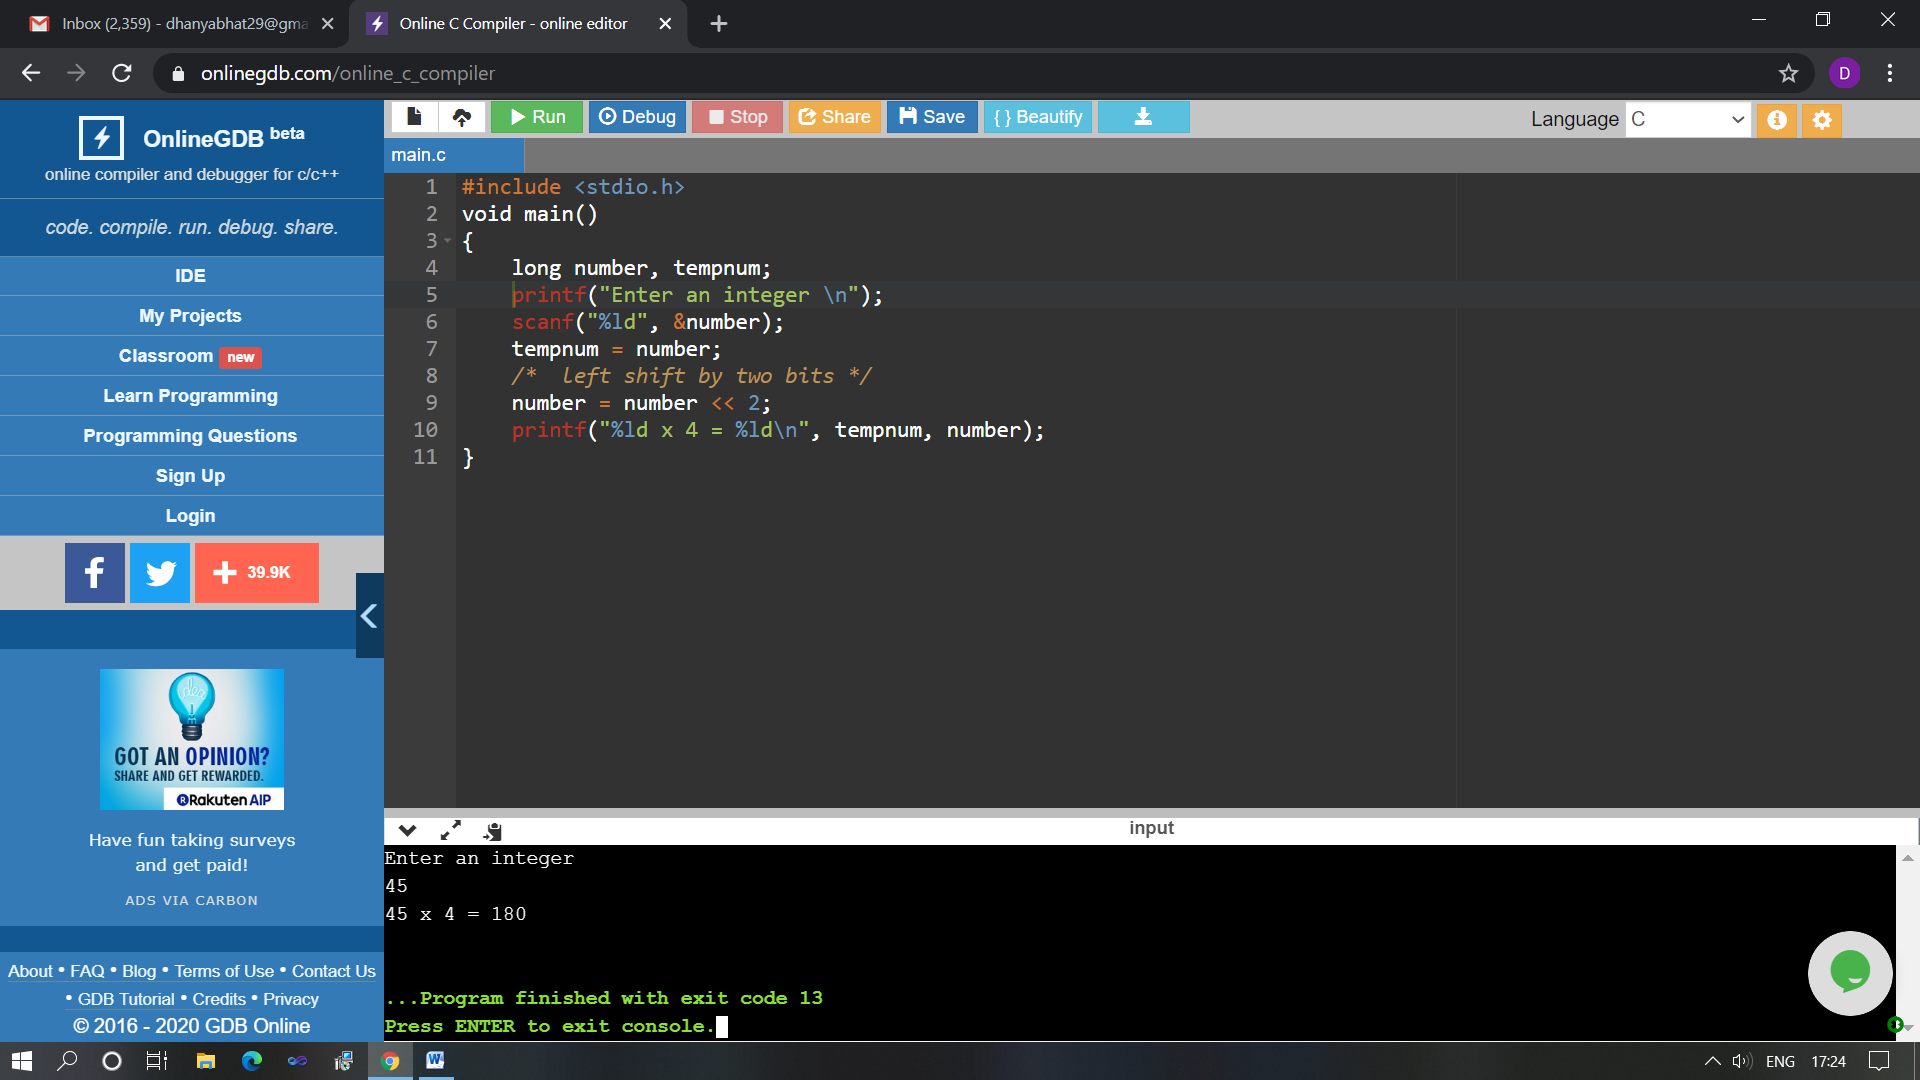 Inbox (2,359) - dhanyabhat29@gma
Online C Compiler - online editor
onlinegdb.com/online_c_compiler
D
OnlineGDB beta
online compiler and debugger for c/c++
code. compile. run. debug. share.
IDE
My Projects
Classroom new
Learn Programming
Programming Questions
Sign Up
Login
39.9K
idea
GOT AN OPINION?
SHARE AND GET REWARDED.
Rakuten AIP
Have fun taking surveys
and get paid!
ADS VIA CARBON
About • FAQ • Blog • Terms of Use • Contact Us
• GDB Tutorial • Credits • Privacy
© 2016 - 2020 GDB Online
Run Debug Stop Share Save { } Beautify
Language C
main.c
1 #include <stdio.h>
2 void main()
3 {
4 long number, tempnum;
5 printf("Enter an integer \n");
6 scanf("%ld", &number);
7 tempnum = number;
8 /*  left shift by two bits */
9 number = number << 2;
10 printf("%ld x 4 = %ld\n", tempnum, number);
11 }
input
Enter an integer
45
45 x 4 = 180
...Program finished with exit code 13
Press ENTER to exit console.
ENG 17:24